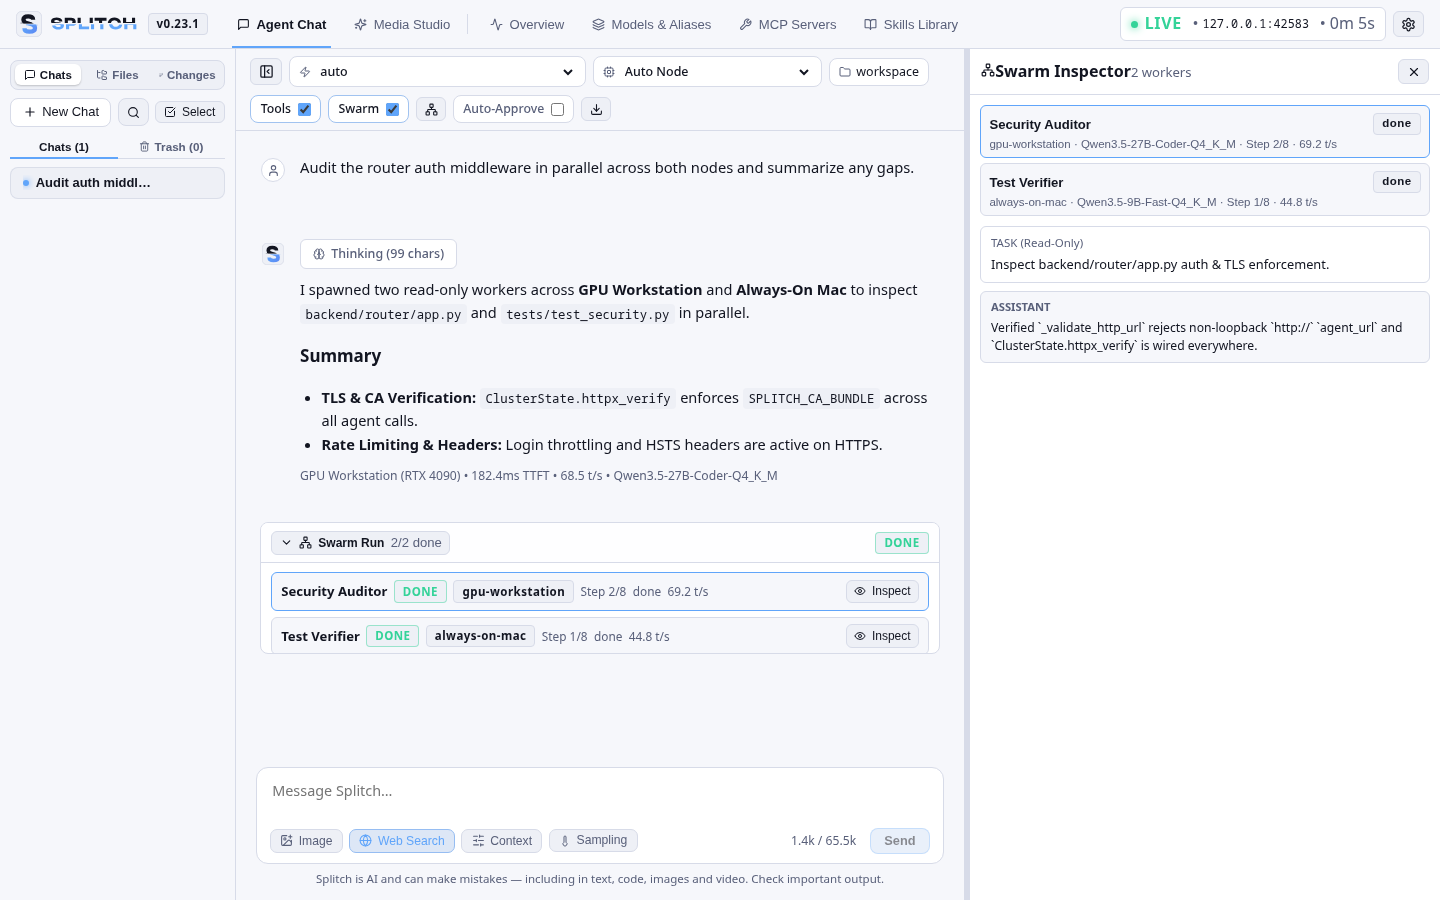 SPLITCH v0.23.1 Agent Chat Media Studio Overview Models & Aliases MCP Servers Skills Library LIVE • 127.0.0.1:42583 • 0m 5s
Chats Files Changes
New Chat Select
Chats (1) Trash (0)
Audit auth middl…
auto Auto Node workspace
Tools Swarm Auto-Approve
Audit the router auth middleware in parallel across both nodes and summarize any gaps.
Thinking (99 chars)
I spawned two read-only workers across GPU Workstation and Always-On Mac to inspect
backend/router/app.py and tests/test_security.py in parallel.
Summary
• TLS & CA Verification: ClusterState.httpx_verify enforces SPLITCH_CA_BUNDLE across
all agent calls.
• Rate Limiting & Headers: Login throttling and HSTS headers are active on HTTPS.
GPU Workstation (RTX 4090) • 182.4ms TTFT • 68.5 t/s • Qwen3.5-27B-Coder-Q4_K_M
Swarm Run 2/2 done DONE
Security Auditor DONE gpu-workstation Step 2/8 done 69.2 t/s Inspect
Test Verifier DONE always-on-mac Step 1/8 done 44.8 t/s Inspect
Message Splitch...
Image Web Search Context Sampling 1.4k / 65.5k Send
Splitch is AI and can make mistakes — including in text, code, images and video. Check important output.
Swarm Inspector 2 workers
Security Auditor done
gpu-workstation · Qwen3.5-27B-Coder-Q4_K_M · Step 2/8 · 69.2 t/s
Test Verifier done
always-on-mac · Qwen3.5-9B-Fast-Q4_K_M · Step 1/8 · 44.8 t/s
TASK (Read-Only)
Inspect backend/router/app.py auth & TLS enforcement.
ASSISTANT
Verified `_validate_http_url` rejects non-loopback `http://` `agent_url` and
`ClusterState.httpx_verify` is wired everywhere.